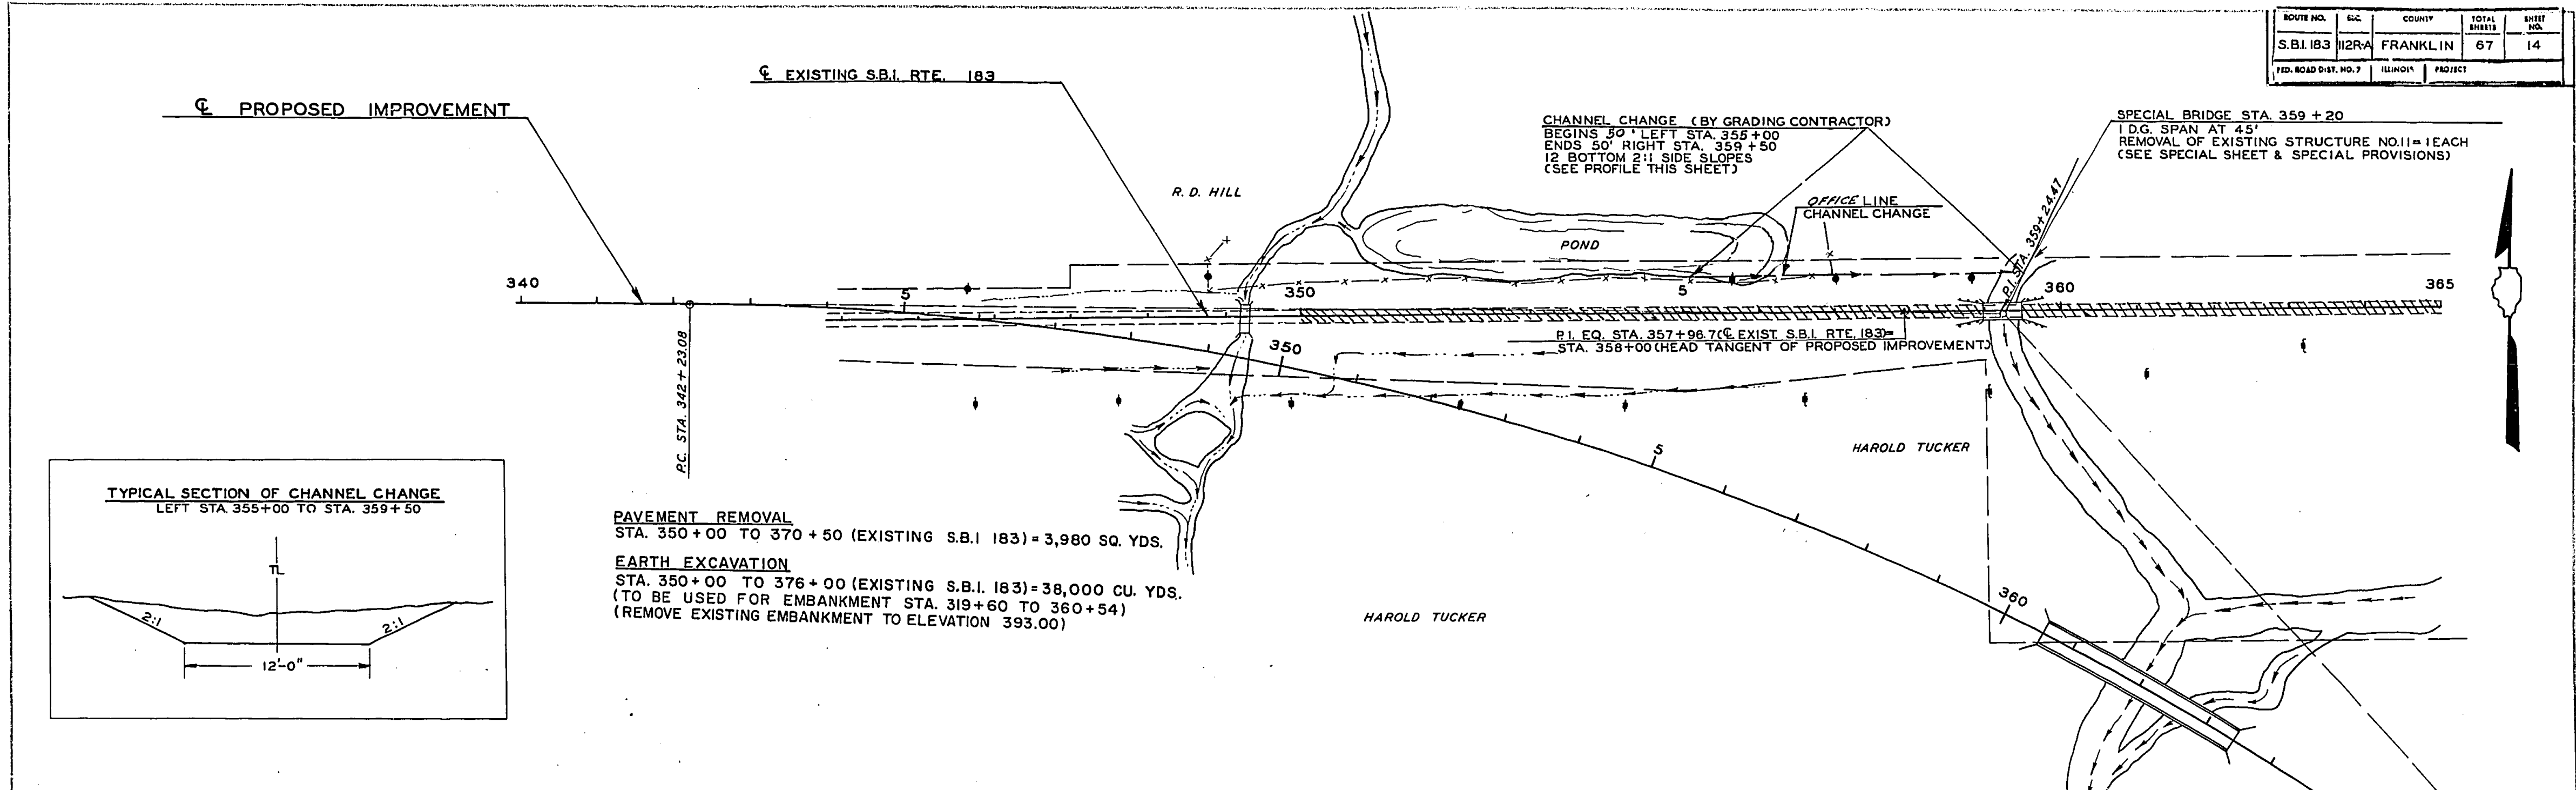 ROUTE NO. SEC. COUNTY TOTAL SHEETS SHEET NO.
S.B.I. 183 112R-A FRANKLIN 67 14
FED. ROAD DIST. NO. 7 ILLINOIS PROJECT
℄ PROPOSED IMPROVEMENT
℄ EXISTING S.B.I. RTE. 183
CHANNEL CHANGE (BY GRADING CONTRACTOR)
BEGINS 50' LEFT STA. 355+00
ENDS 50' RIGHT STA. 359+50
12 BOTTOM 2:1 SIDE SLOPES
(SEE PROFILE THIS SHEET)
SPECIAL BRIDGE STA. 359 + 20
1 D.G. SPAN AT 45'
REMOVAL OF EXISTING STRUCTURE NO.11 = 1 EACH
(SEE SPECIAL SHEET & SPECIAL PROVISIONS)
R. D. HILL
OFFICE LINE
CHANNEL CHANGE
POND
P.I. STA. 359+24.47
340
5
350
5
360
365
P.I. EQ. STA. 357+96.7 (℄ EXIST. S.B.I. RTE. 183)=
STA. 358+00 (HEAD TANGENT OF PROPOSED IMPROVEMENT)
350
P.C. STA. 342 + 23.08
5
HAROLD TUCKER
TYPICAL SECTION OF CHANNEL CHANGE
LEFT STA. 355+00 TO STA. 359+50
TL
2:1
2:1
12'-0"
PAVEMENT REMOVAL
STA. 350+00 TO 370+50 (EXISTING S.B.I 183) = 3,980 SQ. YDS.
EARTH EXCAVATION
STA. 350+00 TO 376+00 (EXISTING S.B.I. 183) = 38,000 CU. YDS.
(TO BE USED FOR EMBANKMENT STA. 319+60 TO 360+54)
(REMOVE EXISTING EMBANKMENT TO ELEVATION 393.00)
HAROLD TUCKER
360